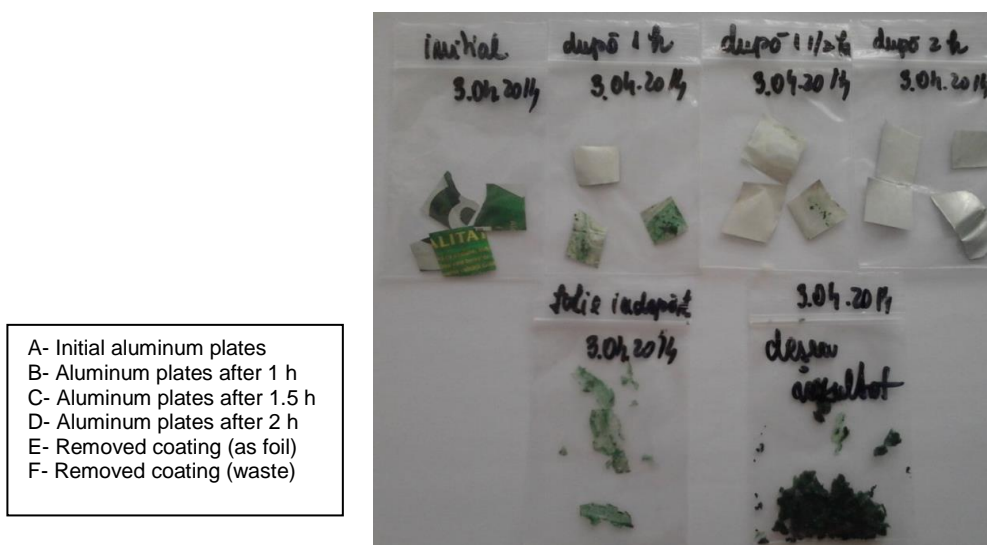 A- Initial aluminum plates
B- Aluminum plates after 1 h
C- Aluminum plates after 1.5 h
D- Aluminum plates after 2 h
E- Removed coating (as foil)
F- Removed coating (waste)
initial
3.04.2014
după 1 h
3.04.2014
după 1 1/2 h
3.04.2014
după 2 h
3.04.2014
ALITA
folie
3.04.2014
3.04.2014
deșeu
rezultat